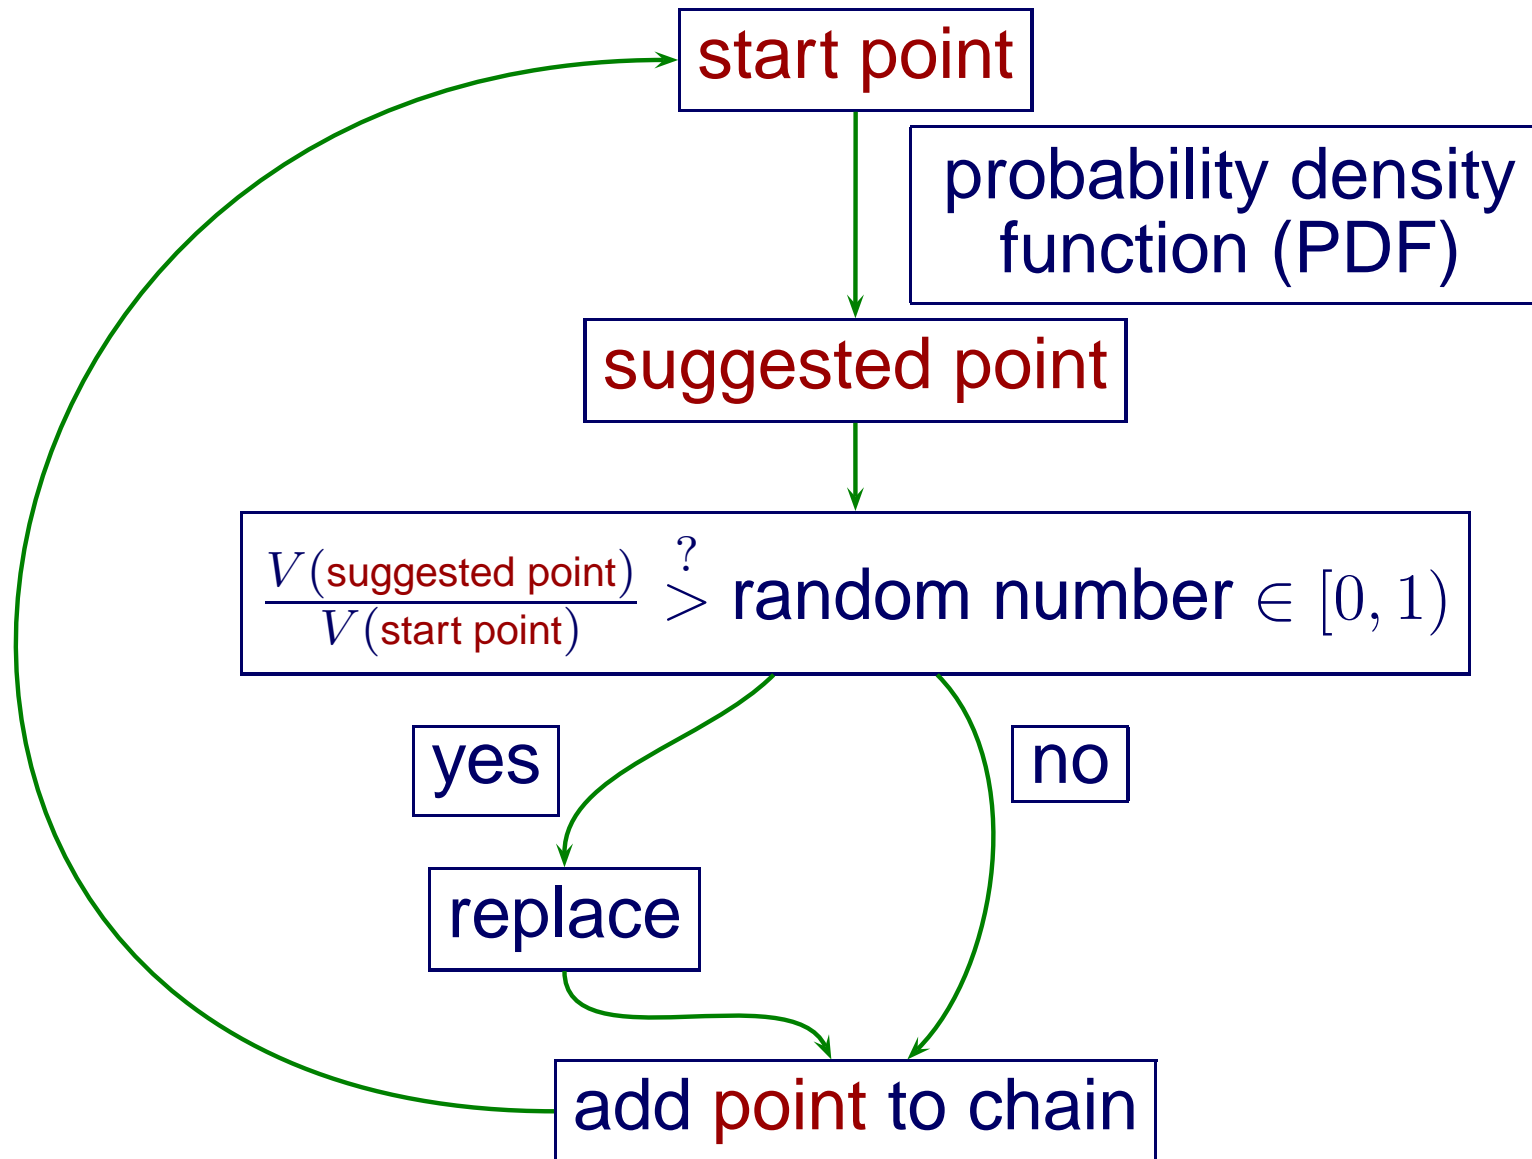 start point
probability density
function (PDF)
suggested point
V(suggested point) / V(start point) >? random number ∈ [0, 1)
yes
no
replace
add point to chain